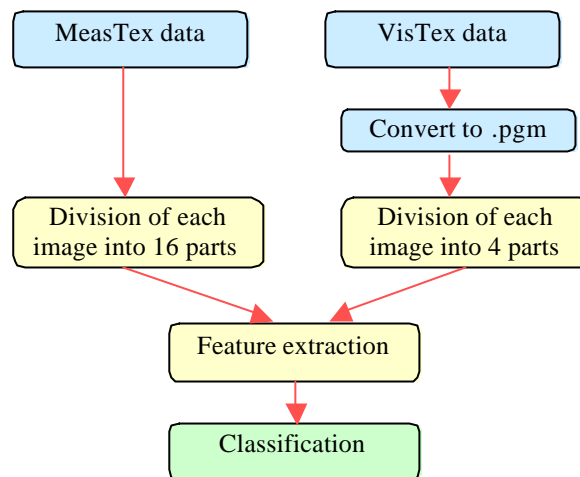 MeasTex data
VisTex data
Convert to .pgm
Division of each
image into 16 parts
Division of each
image into 4 parts
Feature extraction
Classification